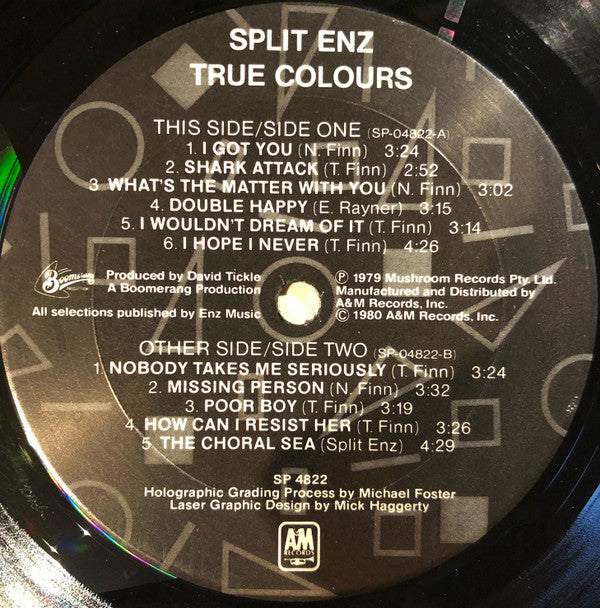 SPLIT ENZ
TRUE COLOURS
THIS SIDE/SIDE ONE (SP-04822-A)
1. I GOT YOU (N. Finn) 3:24
2. SHARK ATTACK (T. Finn) 2:52
3 WHAT'S THE MATTER WITH YOU (N. Finn) 3:02
4. DOUBLE HAPPY (E. Rayner) 3:15
5. I WOULDN'T DREAM OF IT (T. Finn) 3:14
6. I HOPE I NEVER (T. Finn) 4:26
Boomerang
PRODUCTION
Produced by David Tickle
A Boomerang Production
All selections published by Enz Music
Ⓟ 1979 Mushroom Records Pty. Ltd.
Manufactured and Distributed by
A&M Records, Inc.
© 1980 A&M Records, Inc.
OTHER SIDE/SIDE TWO (SP-04822-B)
1. NOBODY TAKES ME SERIOUSLY (T. Finn) 3:24
2. MISSING PERSON (N. Finn) 3:32
3. POOR BOY (T. Finn) 3:19
4. HOW CAN I RESIST HER (T. Finn) 3:26
5. THE CHORAL SEA (Split Enz) 4:29
SP 4822
Holographic Grading Process by Michael Foster
Laser Graphic Design by Mick Haggerty
A&M
RECORDS